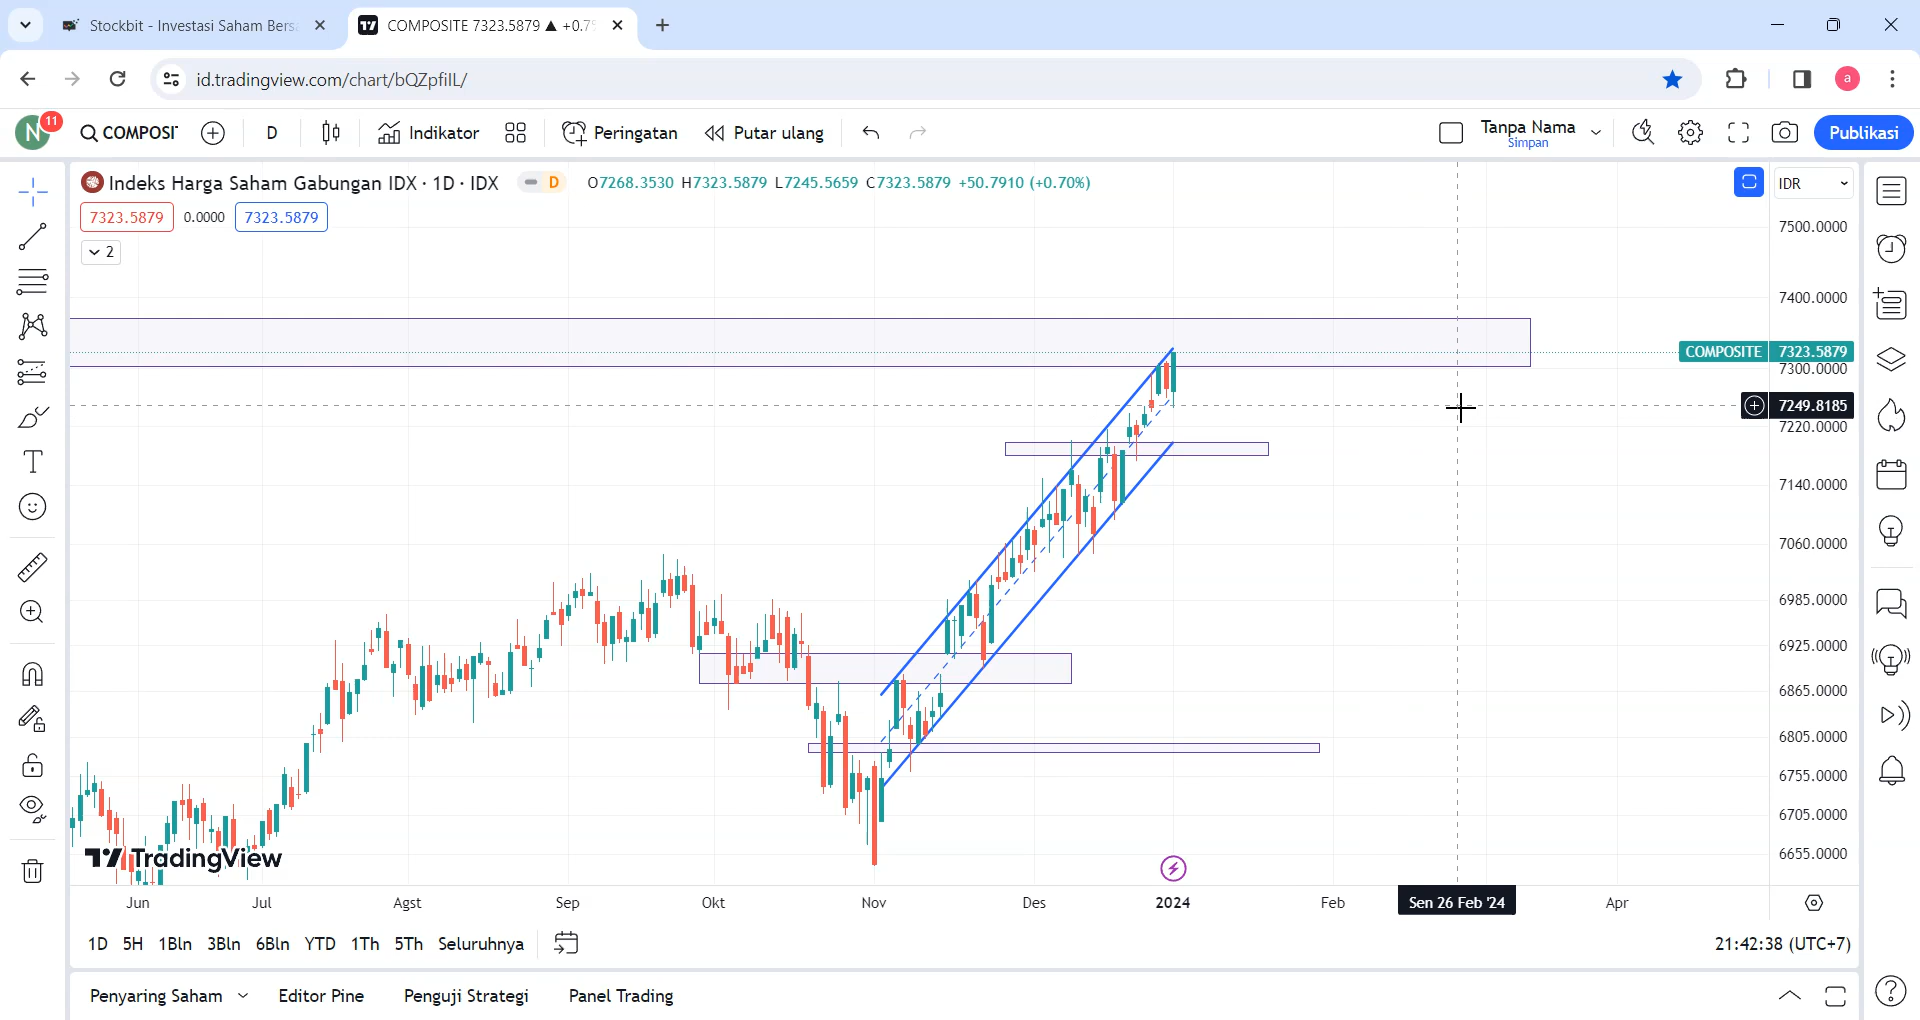 Stockbit - Investasi Saham Bers
COMPOSITE 7323.5879 ▲ +0.7
id.tradingview.com/chart/bQZpfiIL/
N 11 COMPOSI D Indikator Peringatan Putar ulang Tanpa Nama Simpan Publikasi
Indeks Harga Saham Gabungan IDX · 1D · IDX D O7268.3530 H7323.5879 L7245.5659 C7323.5879 +50.7910 (+0.70%) IDR
7323.5879 0.0000 7323.5879
2
7500.0000
7400.0000
COMPOSITE 7323.5879
7300.0000
7249.8185
7220.0000
7140.0000
7060.0000
6985.0000
6925.0000
6865.0000
6805.0000
6755.0000
6705.0000
6655.0000
TradingView
Jun Jul Agst Sep Okt Nov Des 2024 Feb Sen 26 Feb '24 Apr
1D 5H 1Bln 3Bln 6Bln YTD 1Th 5Th Seluruhnya 21:42:38 (UTC+7)
Penyaring Saham Editor Pine Penguji Strategi Panel Trading